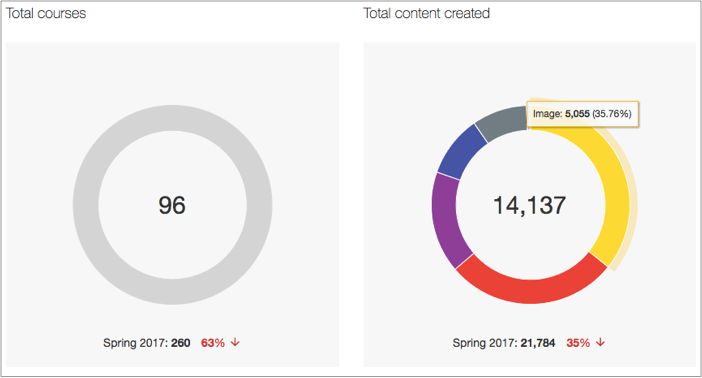 Total courses
Total content created
Image: 5,055 (35.76%)
96
14,137
Spring 2017: 260 63% ↓
Spring 2017: 21,784 35% ↓